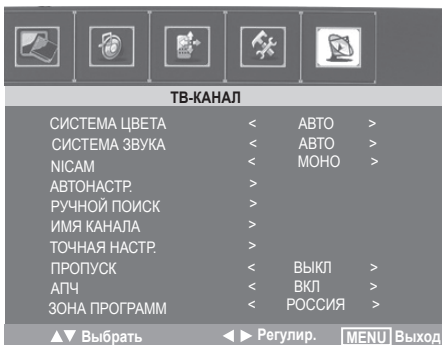 ТВ-КАНАЛ
СИСТЕМА ЦВЕТА < АВТО >
СИСТЕМА ЗВУКА < АВТО >
NICAM < МОНО >
АВТОНАСТР. >
РУЧНОЙ ПОИСК >
ИМЯ КАНАЛА >
ТОЧНАЯ НАСТР. >
ПРОПУСК < ВЫКЛ >
АПЧ < ВКЛ >
ЗОНА ПРОГРАММ < РОССИЯ >
▲▼ Выбрать ◀ ▶ Регулир. MENU Выход